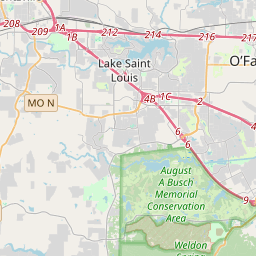 208
209
1A
1B
212
214
216
217
Lake Saint
Louis
O'Fa
MO N
4B
1C
2
4
6
6
August
A Busch
Memorial
Conservation
Area
9
Weldon